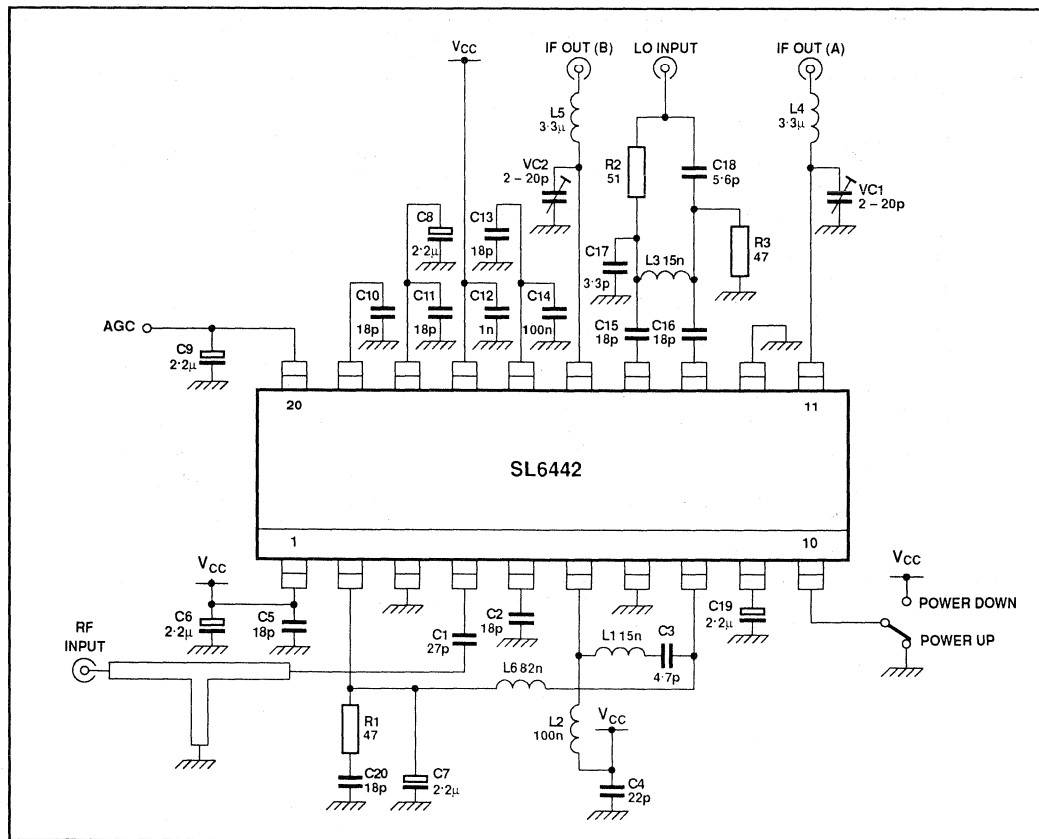 IF OUT (B)
LO INPUT
IF OUT (A)
VCC
L5
3·3μ
L4
3·3μ
VC2
2 – 20p
R2
51
C18
5·6p
VC1
2 – 20p
C8
2·2μ
C13
18p
C17
3·3p
L3 15n
R3
47
C10
18p
C11
18p
C12
1n
C14
100n
C15
18p
C16
18p
AGC
C9
2·2μ
20
11
SL6442
1
10
VCC
VCC
C6
2·2μ
C5
18p
C1
27p
C2
18p
C19
2·2μ
POWER DOWN
POWER UP
RF
INPUT
L1 15n
C3
4·7p
L6 82n
R1
47
L2
100n
VCC
C20
18p
C7
2·2μ
C4
22p